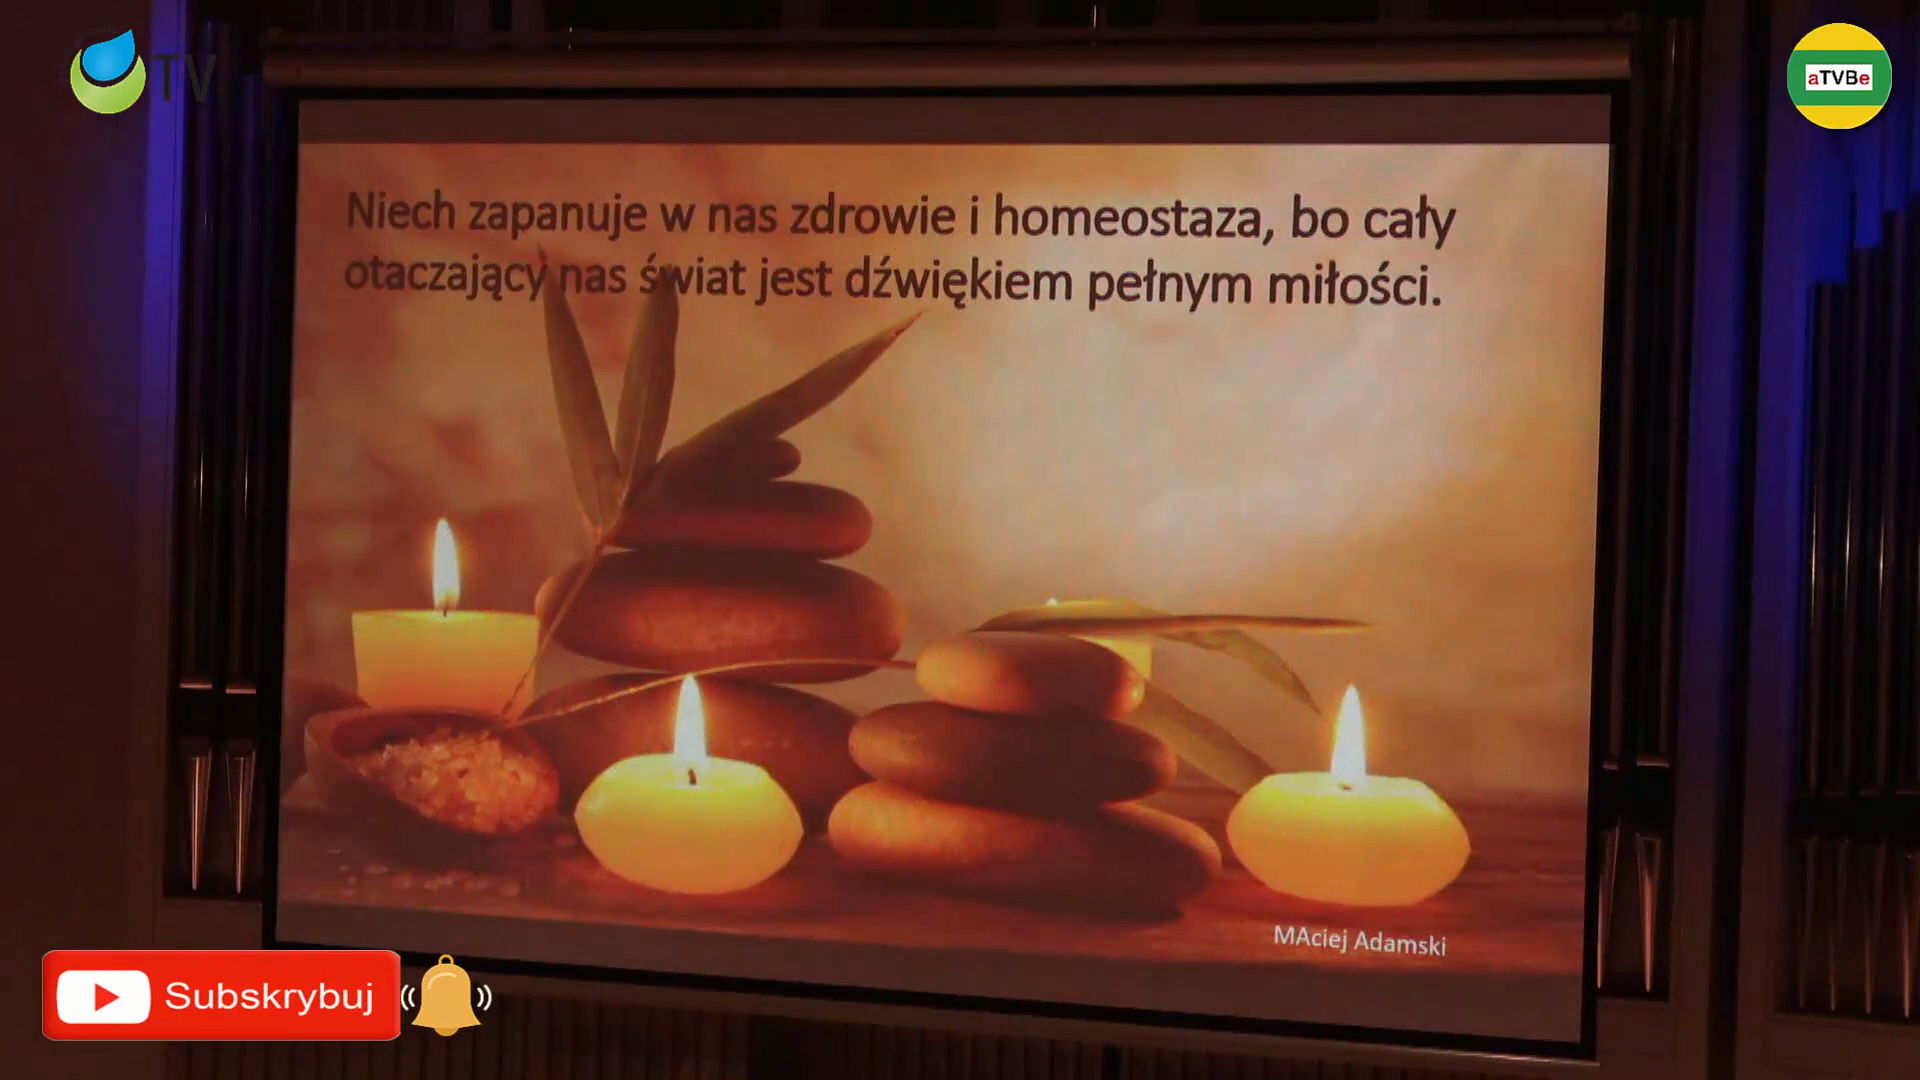 TV
aTVBe
Niech zapanuje w nas zdrowie i homeostaza, bo cały
otaczający nas świat jest dźwiękiem pełnym miłości.
MAciej Adamski
Subskrybuj